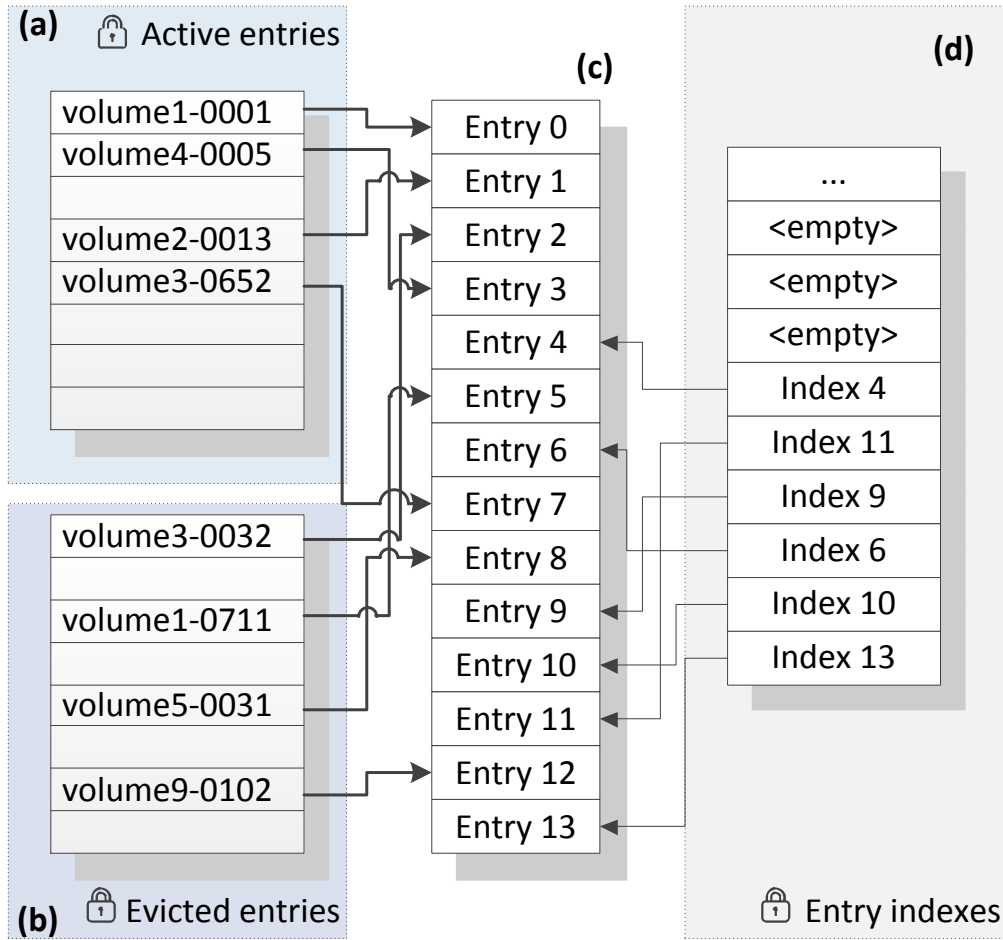 (a)
Active entries
volume1-0001
volume4-0005
volume2-0013
volume3-0652
volume3-0032
volume1-0711
volume5-0031
volume9-0102
(b)
Evicted entries
(c)
Entry 0
Entry 1
Entry 2
Entry 3
Entry 4
Entry 5
Entry 6
Entry 7
Entry 8
Entry 9
Entry 10
Entry 11
Entry 12
Entry 13
(d)
...
<empty>
<empty>
<empty>
Index 4
Index 11
Index 9
Index 6
Index 10
Index 13
Entry indexes